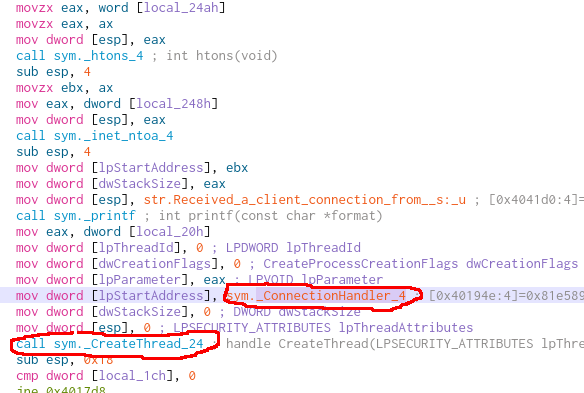 movzx eax, word [local_24ah]
movzx eax, ax
mov dword [esp], eax
call sym._htons_4 ; int htons(void)
sub esp, 4
movzx ebx, ax
mov eax, dword [local_248h]
mov dword [esp], eax
call sym._inet_ntoa_4
sub esp, 4
mov dword [lpStartAddress], ebx
mov dword [dwStackSize], eax
mov dword [esp], str.Received_a_client_connection_from__s:_u ; [0x4041d0:4]=
call sym._printf ; int printf(const char *format)
mov eax, dword [local_20h]
mov dword [lpThreadId], 0 ; LPDWORD lpThreadId
mov dword [dwCreationFlags], 0 ; CreateProcessCreationFlags dwCreationFlags
mov dword [lpParameter], eax ; LPVOID lpParameter
mov dword [lpStartAddress], sym._ConnectionHandler_4 ; [0x40194e:4]=0x81e589
mov dword [dwStackSize], 0 ; DWORD dwStackSize
mov dword [esp], 0 ; LPSECURITY_ATTRIBUTES lpThreadAttributes
call sym._CreateThread_24 ; handle CreateThread(LPSECURITY_ATTRIBUTES lpThre
sub esp, 0x18
cmp dword [local_1ch], 0
jne 0x4017d8